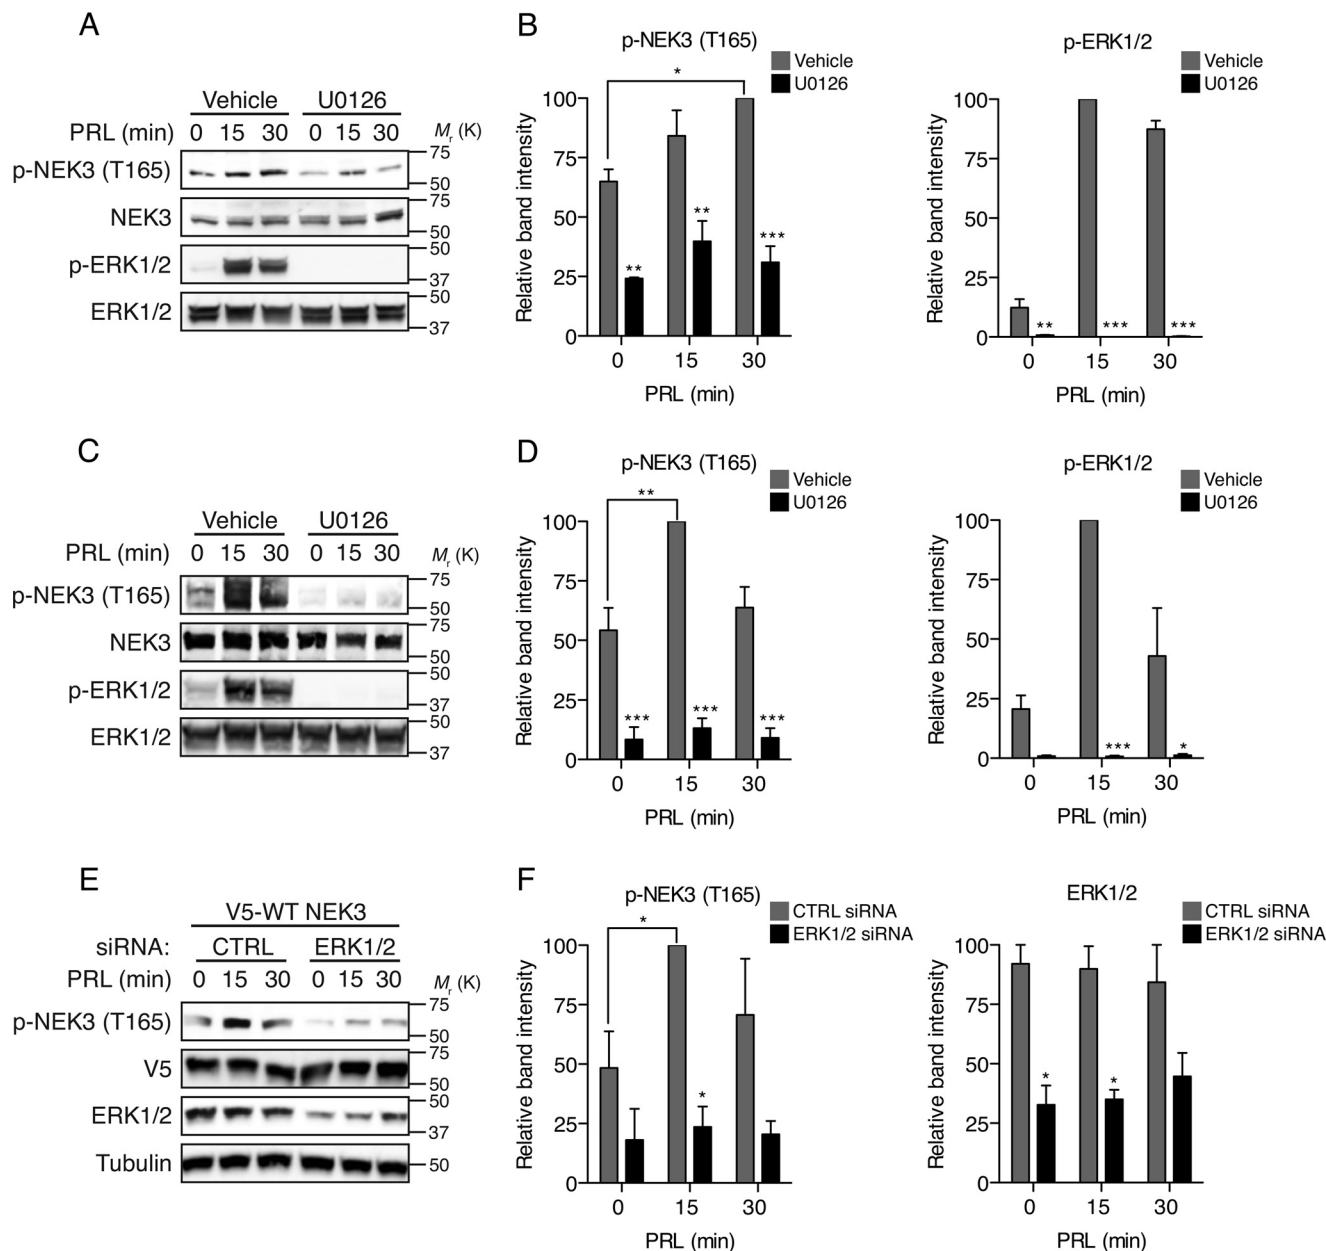 A
Vehicle U0126
PRL (min) 0 15 30 0 15 30 Mr (K)
p-NEK3 (T165) 75
50
NEK3 75
50
p-ERK1/2 50
37
ERK1/2 50
37
B
p-NEK3 (T165)
Vehicle
U0126
*
Relative band intensity
100
75
50
25
0
** ** ***
0 15 30
PRL (min)
p-ERK1/2
Vehicle
U0126
Relative band intensity
100
75
50
25
0
** *** ***
0 15 30
PRL (min)
C
Vehicle U0126
PRL (min) 0 15 30 0 15 30 Mr (K)
p-NEK3 (T165) 75
50
NEK3 75
50
p-ERK1/2 50
37
ERK1/2 50
37
D
p-NEK3 (T165)
Vehicle
U0126
**
Relative band intensity
100
75
50
25
0
*** *** ***
0 15 30
PRL (min)
p-ERK1/2
Vehicle
U0126
Relative band intensity
100
75
50
25
0
*** *
0 15 30
PRL (min)
E
V5-WT NEK3
siRNA: CTRL ERK1/2
PRL (min) 0 15 30 0 15 30 Mr (K)
p-NEK3 (T165) 75
50
V5 75
50
ERK1/2 50
37
Tubulin 50
F
p-NEK3 (T165)
CTRL siRNA
ERK1/2 siRNA
*
Relative band intensity
100
75
50
25
0
*
0 15 30
PRL (min)
ERK1/2
CTRL siRNA
ERK1/2 siRNA
Relative band intensity
100
75
50
25
0
* *
0 15 30
PRL (min)